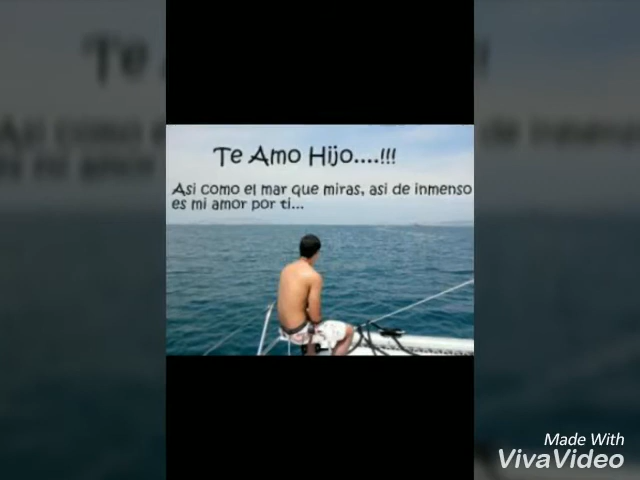 Te Amo Hijo....!!!
Asi como el mar que miras, asi de inmenso
es mi amor por ti...
Made With
VivaVideo